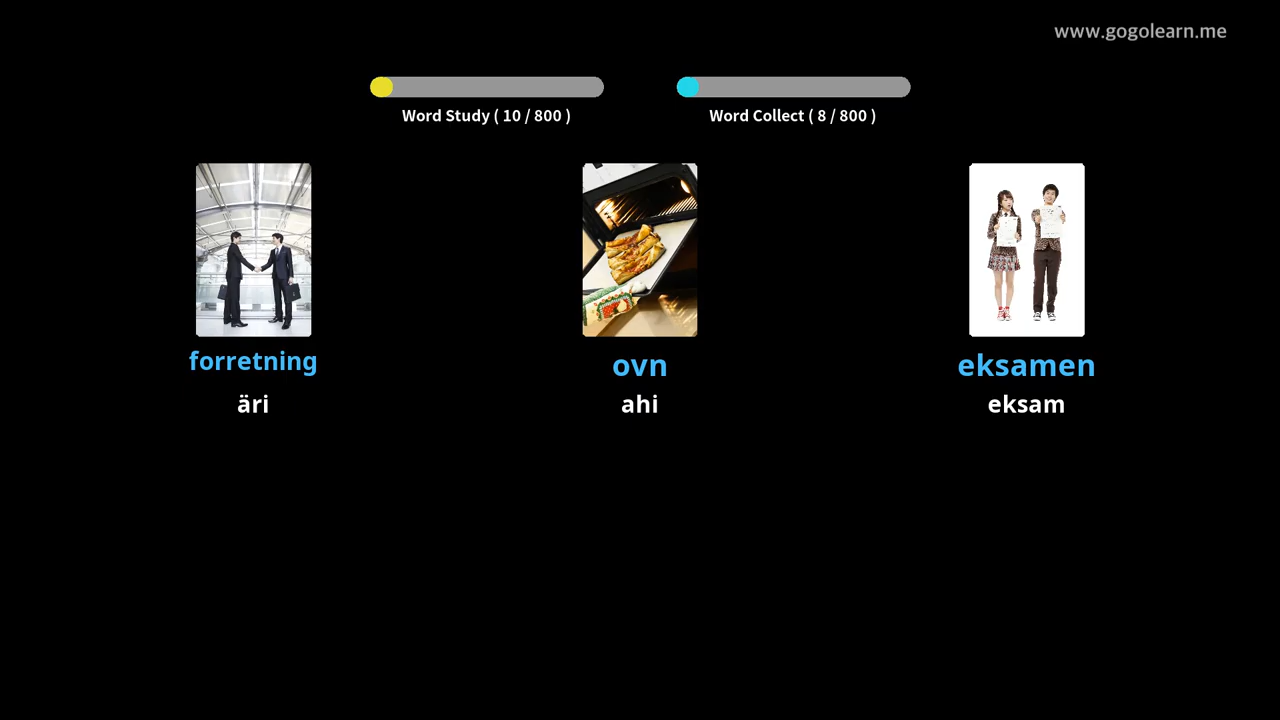 www.gogolearn.me
Word Study ( 10 / 800 )
Word Collect ( 8 / 800 )
forretning
ovn
eksamen
äri
ahi
eksam